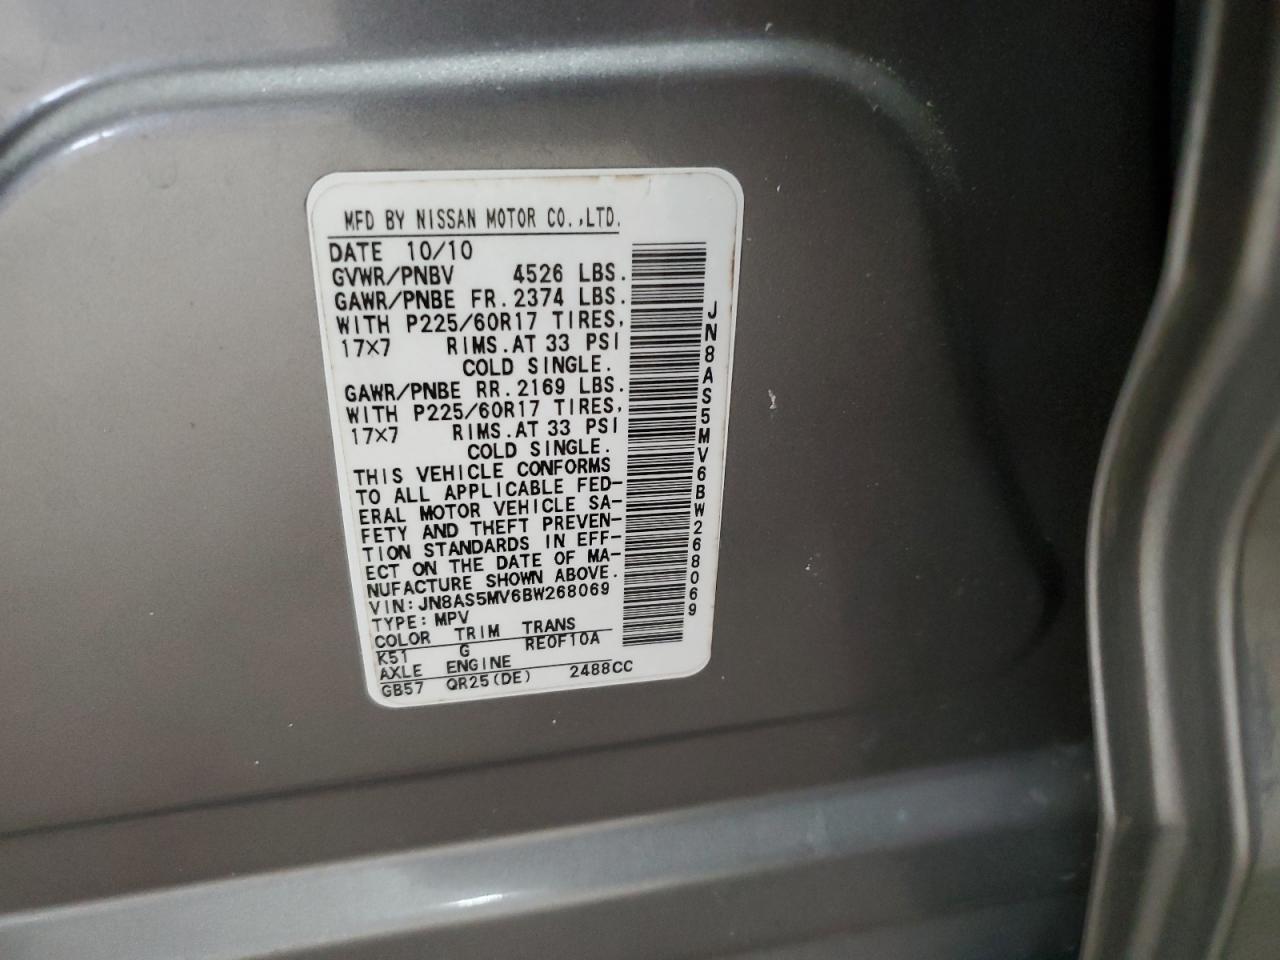 MFD BY NISSAN MOTOR CO.,LTD.
DATE 10/10
GVWR/PNBV 4526 LBS.
GAWR/PNBE FR. 2374 LBS.
WITH P225/60R17 TIRES,
17×7 RIMS. AT 33 PSI
COLD SINGLE.
GAWR/PNBE RR. 2169 LBS.
WITH P225/60R17 TIRES,
17×7 RIMS. AT 33 PSI
COLD SINGLE.
THIS VEHICLE CONFORMS
TO ALL APPLICABLE FED-
ERAL MOTOR VEHICLE SA-
FETY AND THEFT PREVEN-
TION STANDARDS IN EFF-
ECT ON THE DATE OF MA-
NUFACTURE SHOWN ABOVE.
VIN: JN8AS5MV6BW268069
TYPE: MPV
COLOR TRIM TRANS
K51 G RE0F10A
AXLE ENGINE
GB57 QR25(DE) 2488CC
JN8AS5MV6BW268069